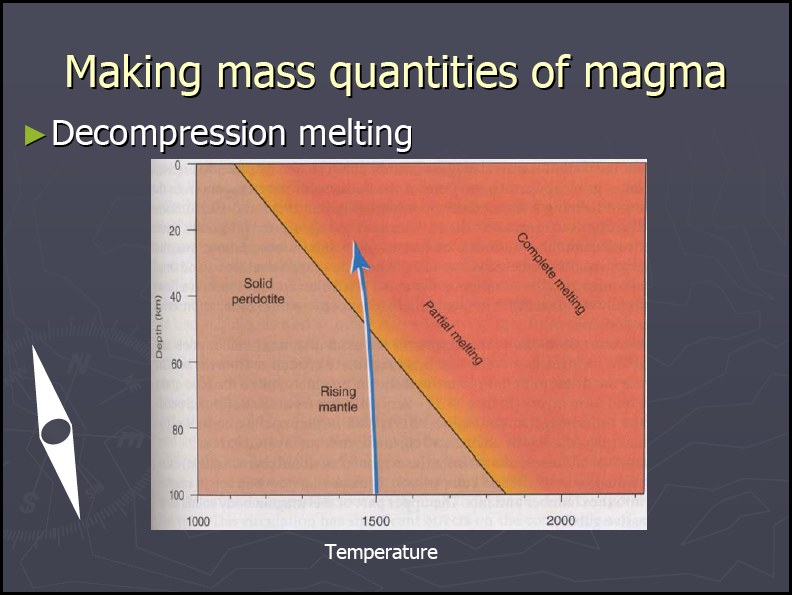 Making mass quantities of magma
►Decompression melting
0
20
40
60
80
100
Depth (km)
Solid
peridotite
Rising
mantle
Partial melting
Complete melting
1000
1500
2000
Temperature